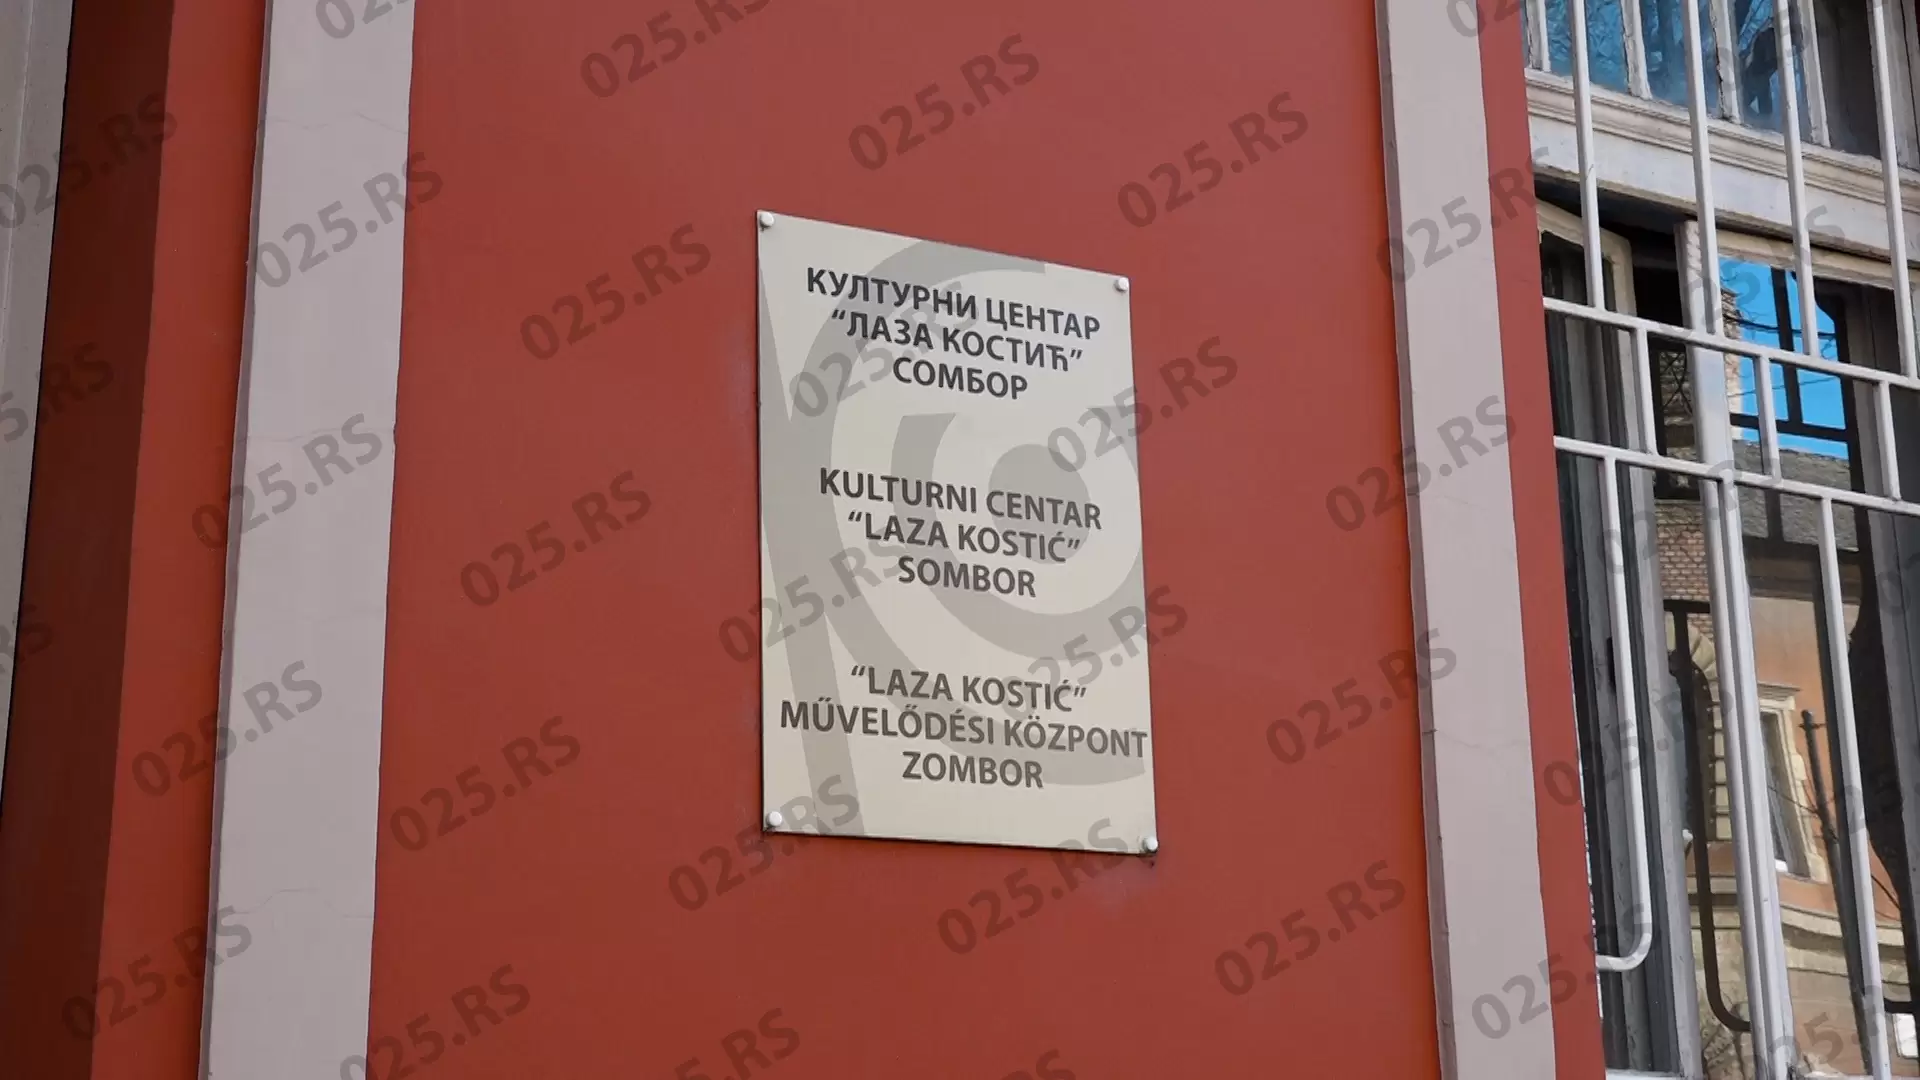 КУЛТУРНИ ЦЕНТАР
“ЛАЗА КОСТИЋ”
СОМБОР
KULTURNI CENTAR
“LAZA KOSTIĆ”
SOMBOR
“LAZA KOSTIĆ”
MŰVELŐDÉSI KÖZPONT
ZOMBOR
025.RS